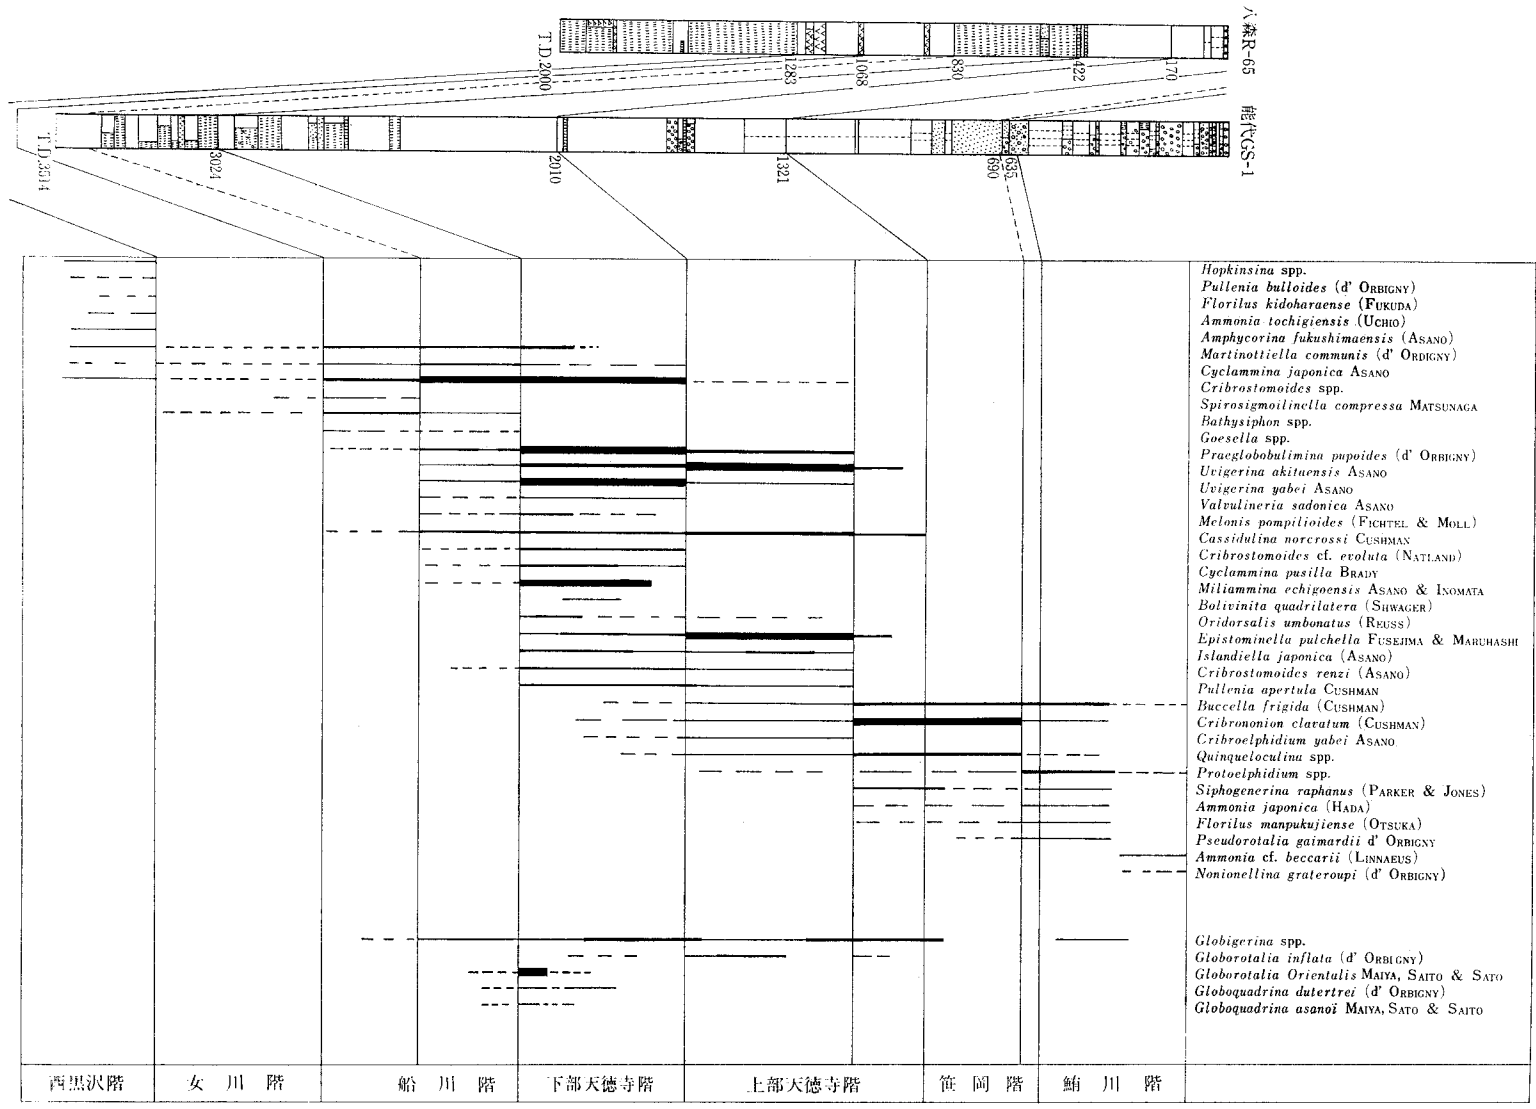 八森R-65
T.D.2000
1283
1068
830
422
170
能代GS-1
T.D.3514
3024
2010
1321
690
635
Hopkinsina spp.
Pullenia bulloides (d' ORBIGNY)
Florilus kidoharaense (FUKUDA)
Ammonia tochigiensis (UCHIO)
Amphycorina fukushimaensis (ASANO)
Martinottiella communis (d' ORDIGNY)
Cyclammina japonica ASANO
Cribrostomoides spp.
Spirosigmoilinella compressa MATSUNAGA
Bathysiphon spp.
Goesella spp.
Praeglobobulimina pupoides (d' ORBIGNY)
Uvigerina akitaensis ASANO
Uvigerina yabei ASANO
Valvulineria sadonica ASANO
Melonis pompilioides (FICHTEL & MOLL)
Cassidulina norcrossi CUSHMAN
Cribrostomoides cf. evoluta (NATLAND)
Cyclammina pusilla BRADY
Miliammina echigoensis ASANO & INOMATA
Bolivinita quadrilatera (SHWAGER)
Oridorsalis umbonatus (REUSS)
Epistominella pulchella FUSEJIMA & MARUHASHI
Islandiella japonica (ASANO)
Cribrostomoides renzi (ASANO)
Pullenia apertula CUSHMAN
Buccella frigida (CUSHMAN)
Cribrononion clavatum (CUSHMAN)
Cribroelphidium yabei ASANO
Quinqueloculina spp.
Protoelphidium spp.
Siphogenerina raphanus (PARKER & JONES)
Ammonia japonica (HADA)
Florilus manpukujiense (OTSUKA)
Pseudorotalia gaimardii d' ORBIGNY
Ammonia cf. beccarii (LINNAEUS)
Nonionellina grateroupi (d' ORBIGNY)
Globigerina spp.
Globorotalia inflata (d' ORBIGNY)
Globorotalia Orientalis MAIYA, SAITO & SATO
Globoquadrina dutertrei (d' ORBIGNY)
Globoquadrina asanoi MAIYA, SATO & SAITO
西黒沢階 女川階 船川階 下部天徳寺階 上部天徳寺階 笹岡階 鮪川階